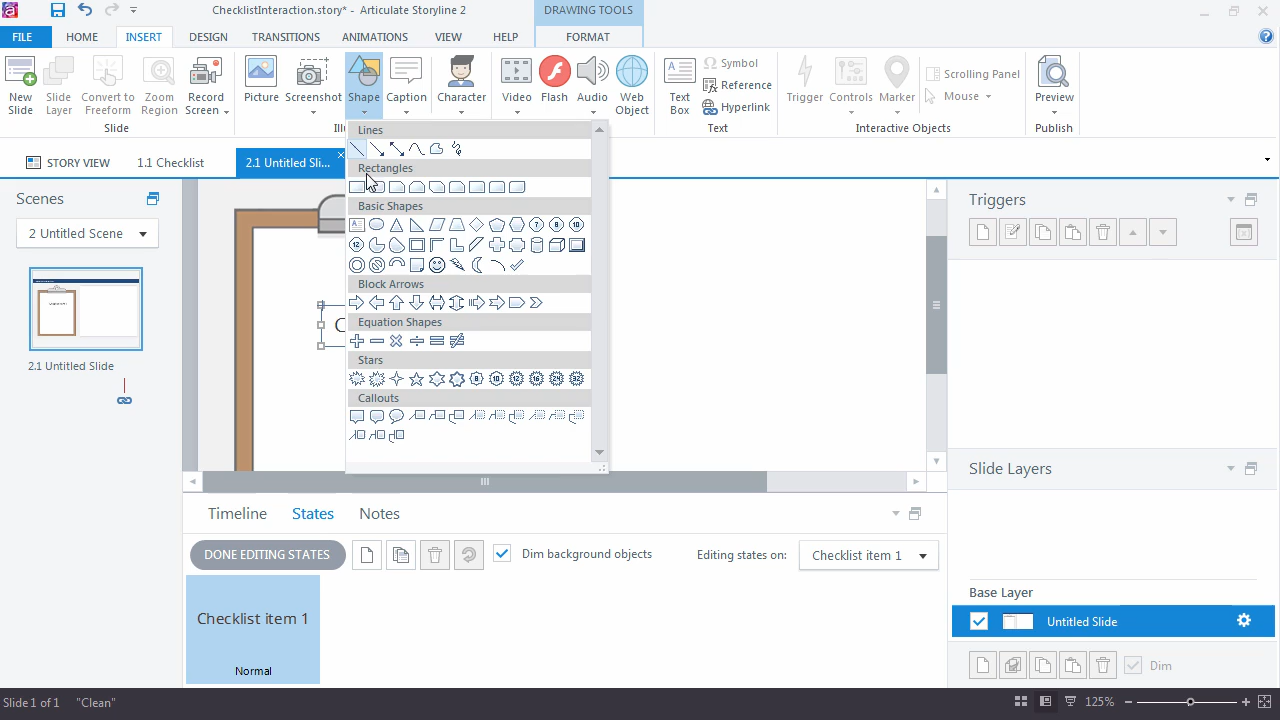 ChecklistInteraction.story* - Articulate Storyline 2
DRAWING TOOLS
FILE
HOME
INSERT
DESIGN
TRANSITIONS
ANIMATIONS
VIEW
HELP
FORMAT
New Slide
Slide Layer
Convert to Freeform
Zoom Region
Record Screen
Picture
Screenshot
Shape
Caption
Character
Video
Flash
Audio
Web Object
Text Box
Symbol
Reference
Hyperlink
Trigger
Controls
Marker
Scrolling Panel
Mouse
Preview
Slide
Text
Interactive Objects
Publish
STORY VIEW
1.1 Checklist
2.1 Untitled Sli...
Lines
Rectangles
Basic Shapes
Block Arrows
Equation Shapes
Stars
Callouts
Scenes
2 Untitled Scene
2.1 Untitled Slide
Triggers
Slide Layers
Base Layer
Untitled Slide
Dim
Timeline
States
Notes
DONE EDITING STATES
Dim background objects
Editing states on:
Checklist item 1
Checklist item 1
Normal
Slide 1 of 1
"Clean"
125%